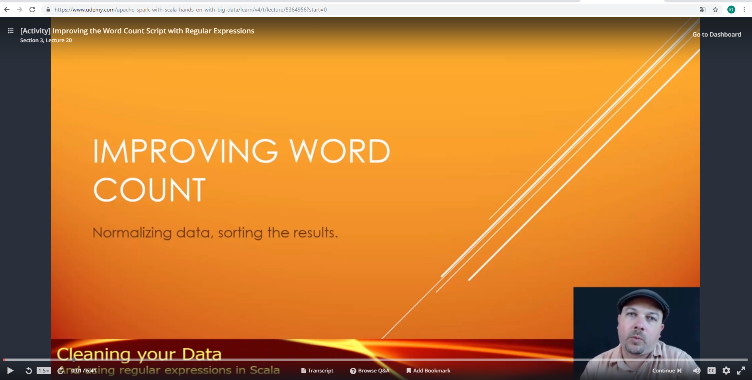 [Activity] Improving the Word Count Script with Regular Expressions
Section 3, Lecture 20
Go to Dashboard
IMPROVING WORD
COUNT
Normalizing data, sorting the results.
Cleaning your Data
regular expressions in Scala
Transcript
Browse Q&A
Add Bookmark
Continue